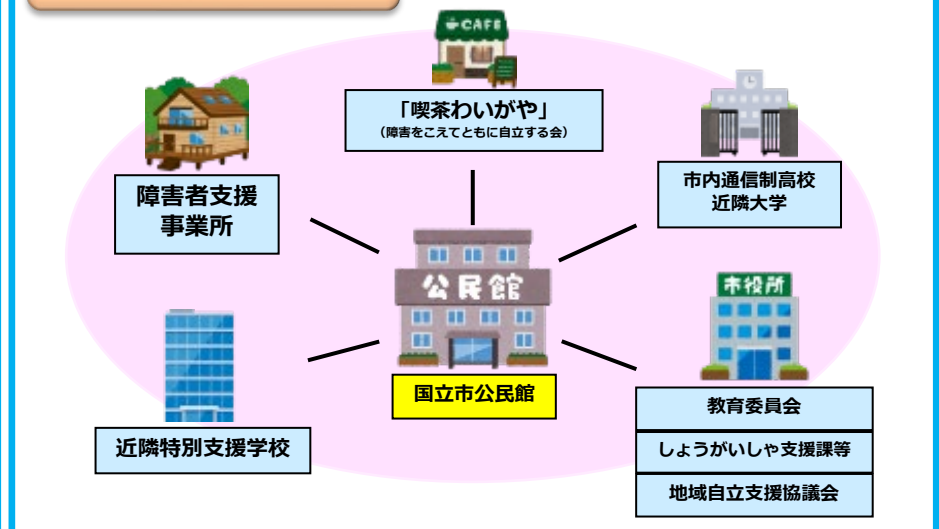 CAFE
「喫茶わいがや」
（障害をこえてともに自立する会）
障害者支援
事業所
市内通信制高校
近隣大学
公民館
国立市公民館
市役所
近隣特別支援学校
教育委員会
しょうがいしゃ支援課等
地域自立支援協議会